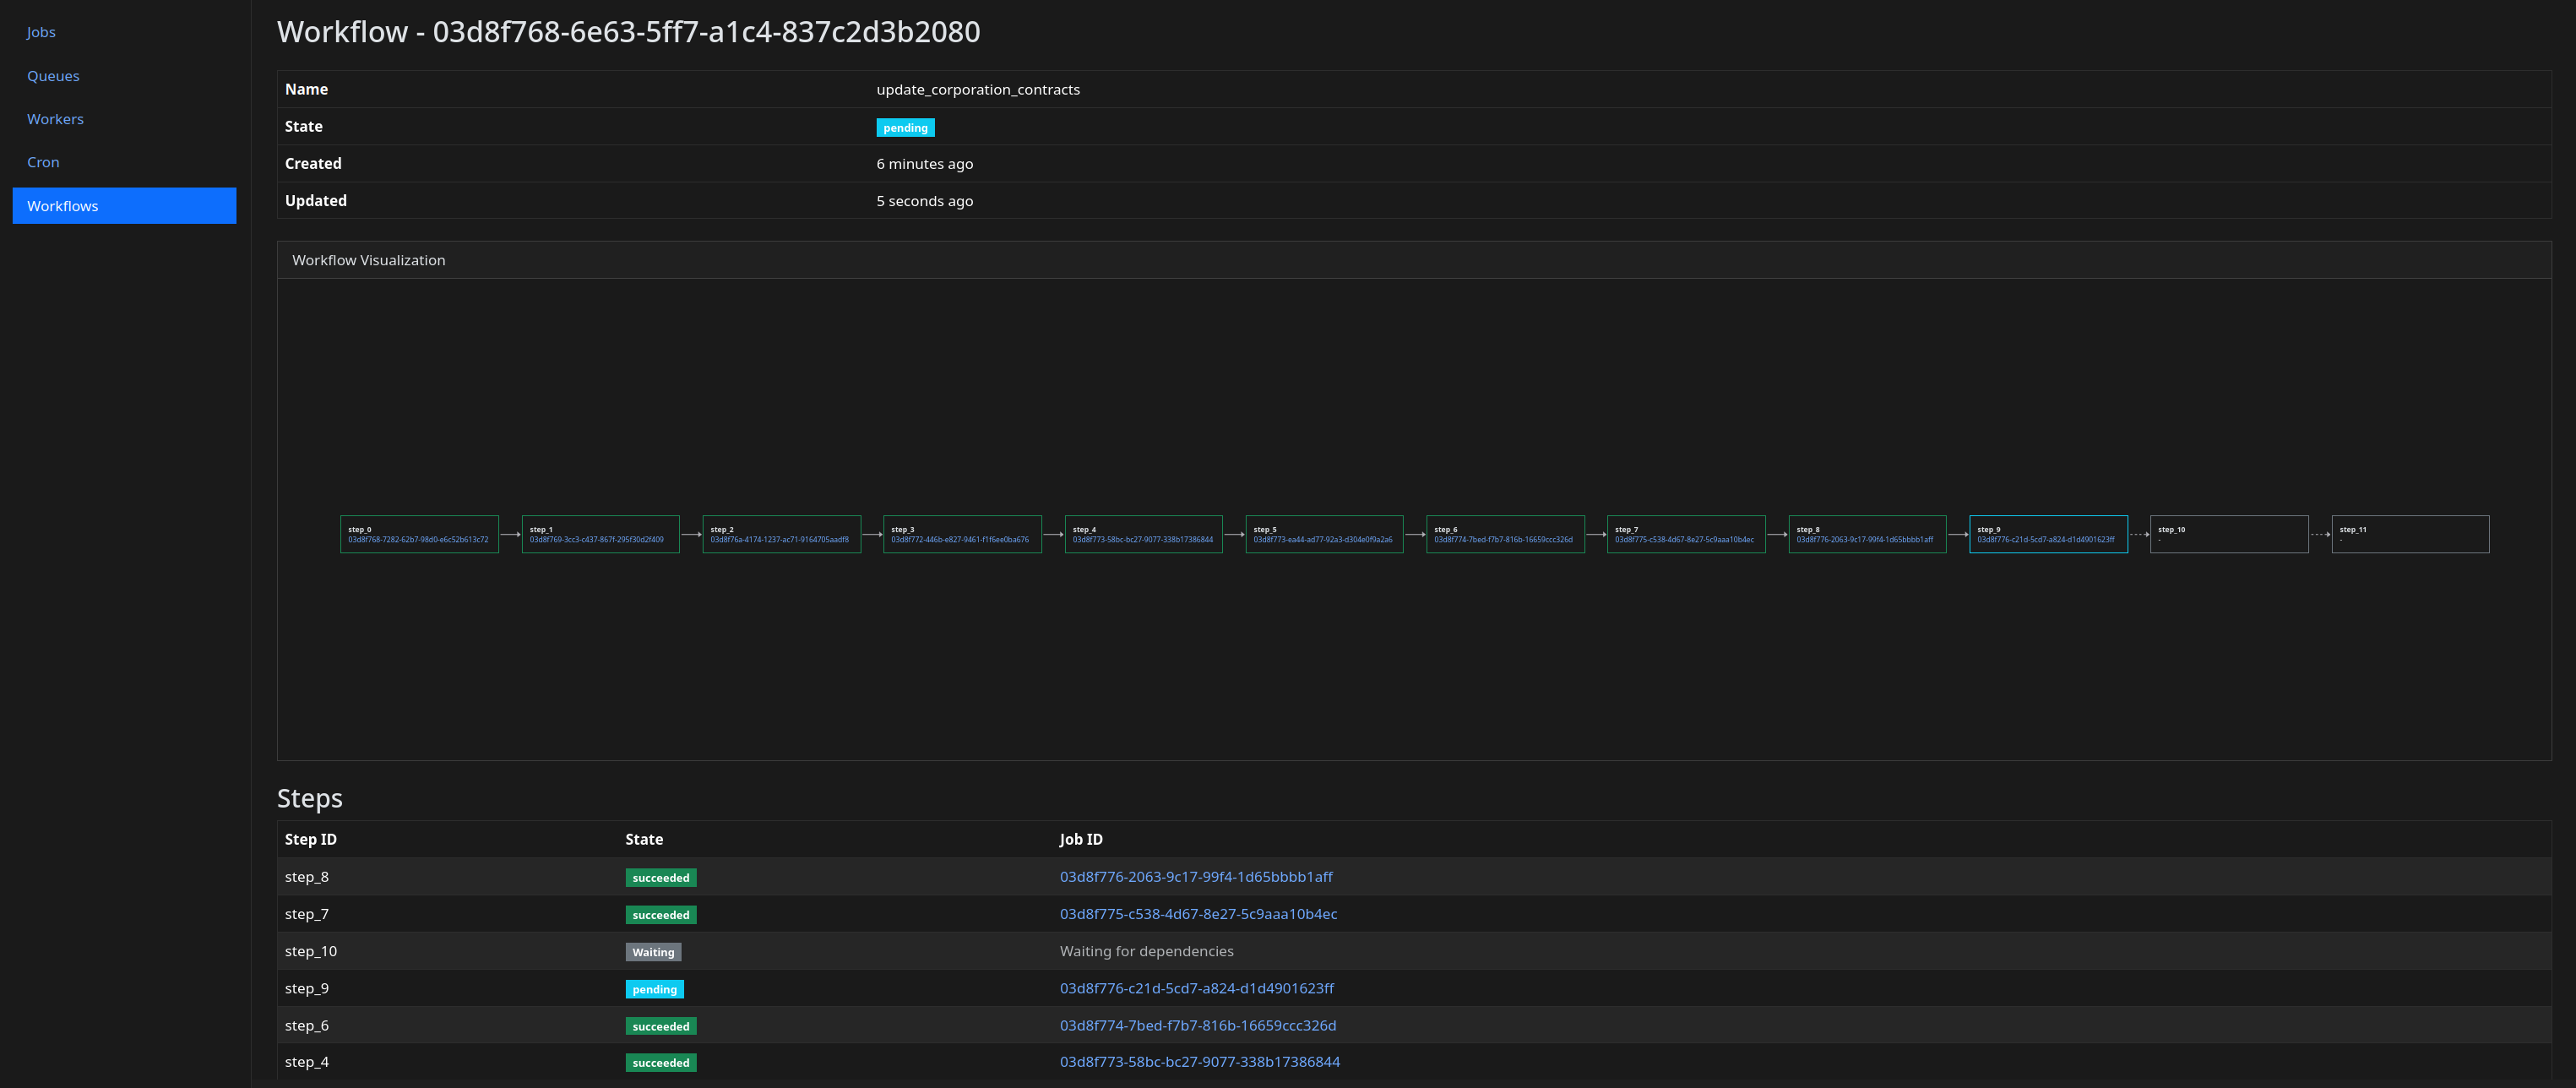 Jobs
Queues
Workers
Cron
Workflows
Workflow - 03d8f768-6e63-5ff7-a1c4-837c2d3b2080
Name update_corporation_contracts
State pending
Created 6 minutes ago
Updated 5 seconds ago
Workflow Visualization
step_0 step_1 step_2 step_3 step_4 step_5 step_6 step_7 step_8 step_9 step_10 step_11
03d8f768-7282-62b7-98d0-e6c52b613c72 03d8f769-3cc3-c437-867f-295f30d2f409 03d8f76a-4174-1237-ac71-9164705aadf8 03d8f772-446b-e827-9461-f1f6ee0ba676 03d8f773-58bc-bc27-9077-338b17386844 03d8f773-ea44-ad77-92a3-d304e0f9a2a6 03d8f774-7bed-f7b7-816b-16659ccc326d 03d8f775-c538-4d67-8e27-5c9aaa10b4ec 03d8f776-2063-9c17-99f4-1d65bbbb1aff 03d8f776-c21d-5cd7-a824-d1d4901623ff - -
Steps
Step ID State Job ID
step_8 succeeded 03d8f776-2063-9c17-99f4-1d65bbbb1aff
step_7 succeeded 03d8f775-c538-4d67-8e27-5c9aaa10b4ec
step_10 Waiting Waiting for dependencies
step_9 pending 03d8f776-c21d-5cd7-a824-d1d4901623ff
step_6 succeeded 03d8f774-7bed-f7b7-816b-16659ccc326d
step_4 succeeded 03d8f773-58bc-bc27-9077-338b17386844